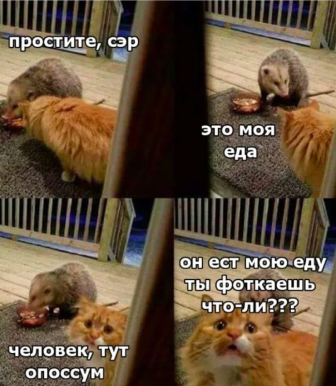 простите, сэр
это моя
еда
человек, тут
опоссум
он ест мою еду
ты фоткаешь
что-ли???